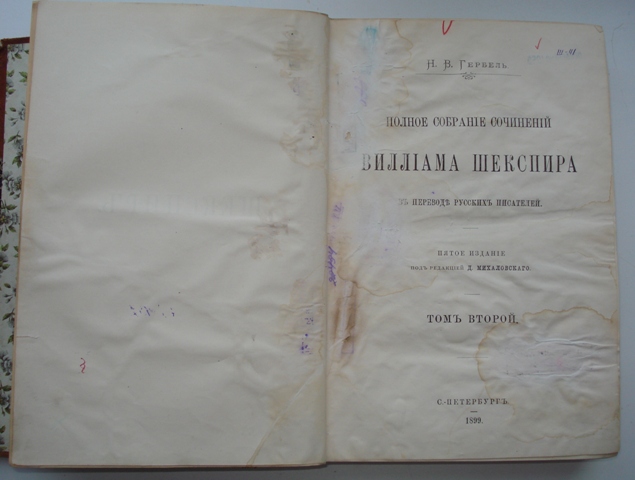 Н. В. Гербель
ПОЛНОЕ СОБРАНІЕ СОЧИНЕНІЙ
ВИЛЛІАМА ШЕКСПИРА
ВЪ ПЕРЕВОДѢ РУССКИХЪ ПИСАТЕЛЕЙ.
ПЯТОЕ ИЗДАНІЕ
ПОДЪ РЕДАКЦІЕЙ Д. МИХАЛОВСКАГО.
ТОМЪ ВТОРОЙ.
С.-ПЕТЕРБУРГЪ.
1899.